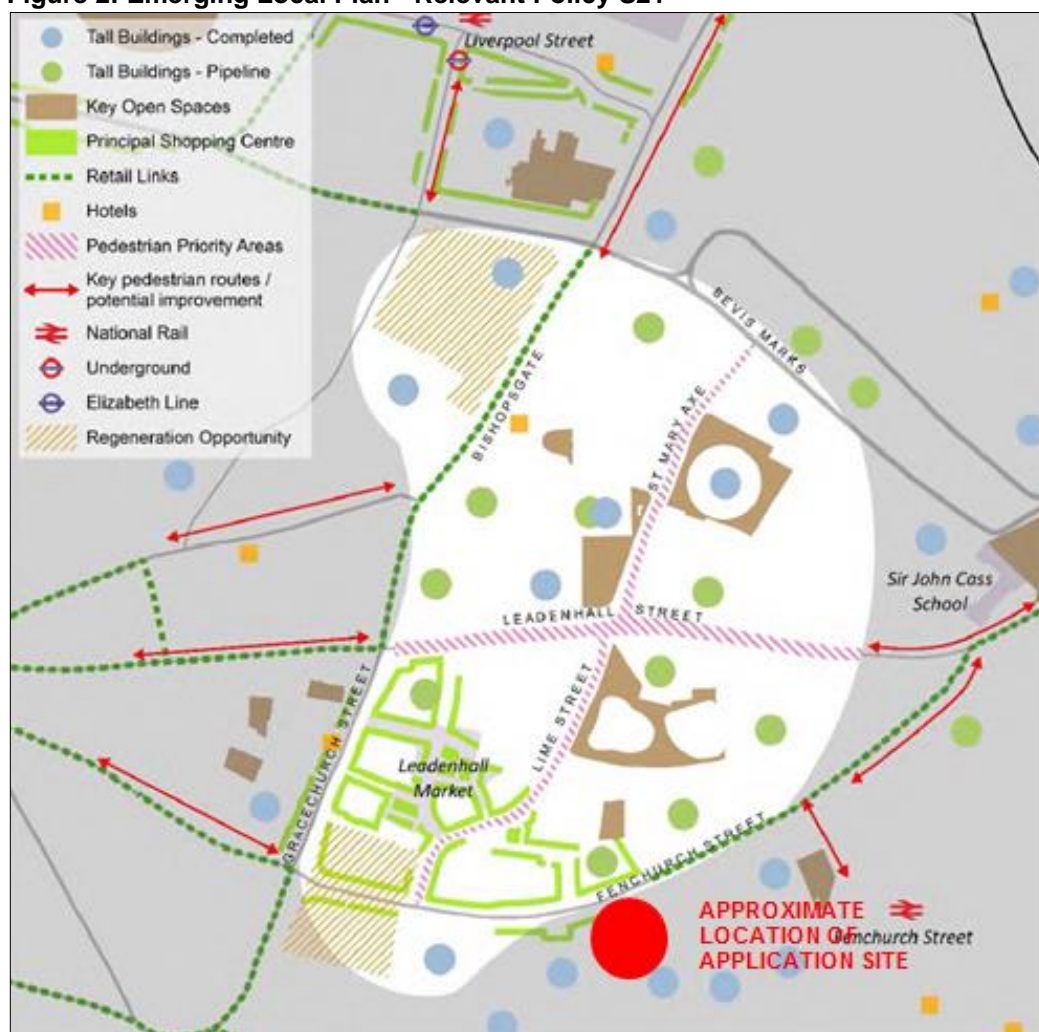 Figure 2: Emerging Local Plan - Relevant Policy S21
Tall Buildings - Completed
Tall Buildings - Pipeline
Key Open Spaces
Principal Shopping Centre
Retail Links
Hotels
Pedestrian Priority Areas
Key pedestrian routes /
potential improvement
National Rail
Underground
Elizabeth Line
Regeneration Opportunity
Liverpool Street
BEVIS MARKS
BISHOPSGATE
ST MARY AXE
Sir John Cass
School
LEADENHALL STREET
GRACECHURCH STREET
LIME STREET
Leadenhall
Market
FENCHURCH STREET
APPROXIMATE
LOCATION OF
Fenchurch Street
APPLICATION SITE